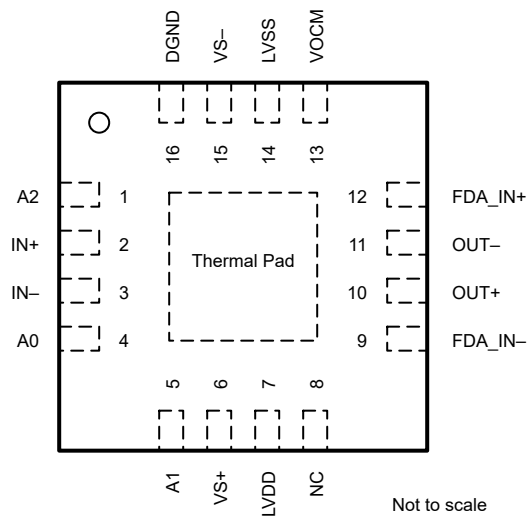 DGND
VS–
LVSS
VOCM
16
15
14
13
A2
1
12
FDA_IN+
IN+
2
11
OUT–
Thermal Pad
IN–
3
10
OUT+
A0
4
9
FDA_IN–
5
6
7
8
A1
VS+
LVDD
NC
Not to scale